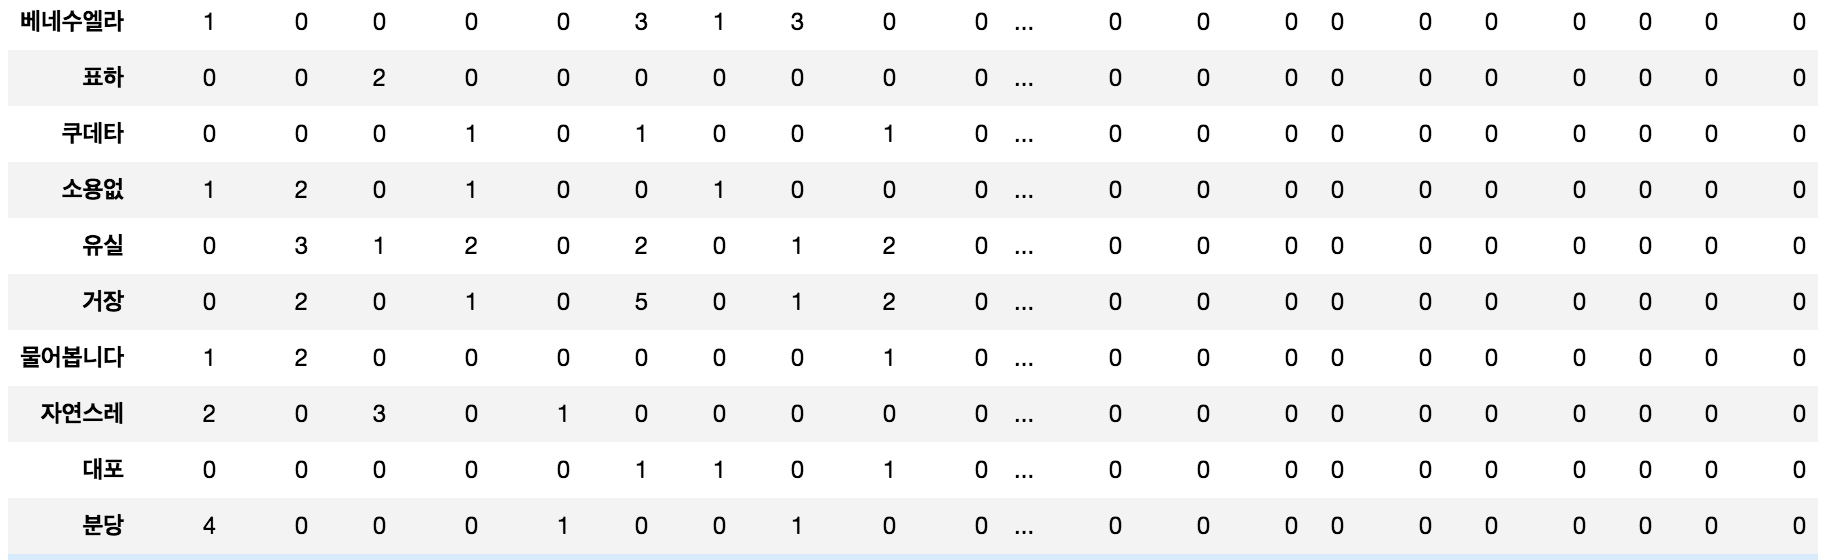 베네수엘라 1 0 0 0 0 3 1 3 0 0 ... 0 0 0 0 0 0 0 0 0 0
표하 0 0 2 0 0 0 0 0 0 0 ... 0 0 0 0 0 0 0 0 0 0
쿠데타 0 0 0 1 0 1 0 0 1 0 ... 0 0 0 0 0 0 0 0 0 0
소용없 1 2 0 1 0 0 1 0 0 0 ... 0 0 0 0 0 0 0 0 0 0
유실 0 3 1 2 0 2 0 1 2 0 ... 0 0 0 0 0 0 0 0 0 0
거장 0 2 0 1 0 5 0 1 2 0 ... 0 0 0 0 0 0 0 0 0 0
물어봅니다 1 2 0 0 0 0 0 0 1 0 ... 0 0 0 0 0 0 0 0 0 0
자연스레 2 0 3 0 1 0 0 0 0 0 ... 0 0 0 0 0 0 0 0 0 0
대포 0 0 0 0 0 1 1 0 1 0 ... 0 0 0 0 0 0 0 0 0 0
분당 4 0 0 0 1 0 0 1 0 0 ... 0 0 0 0 0 0 0 0 0 0